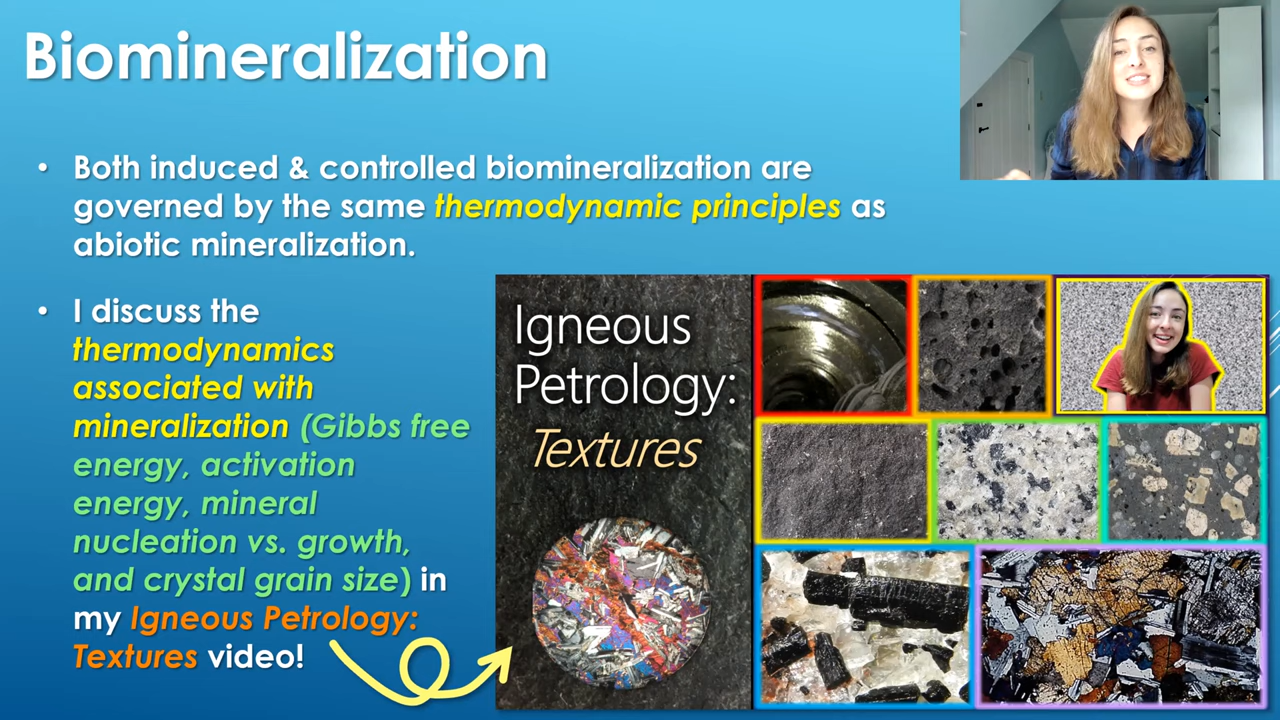 Biomineralization
• Both induced & controlled biomineralization are
governed by the same thermodynamic principles as
abiotic mineralization.
• I discuss the
thermodynamics
associated with
mineralization (Gibbs free
energy, activation
energy, mineral
nucleation vs. growth,
and crystal grain size) in
my Igneous Petrology:
Textures video!
Igneous
Petrology:
Textures